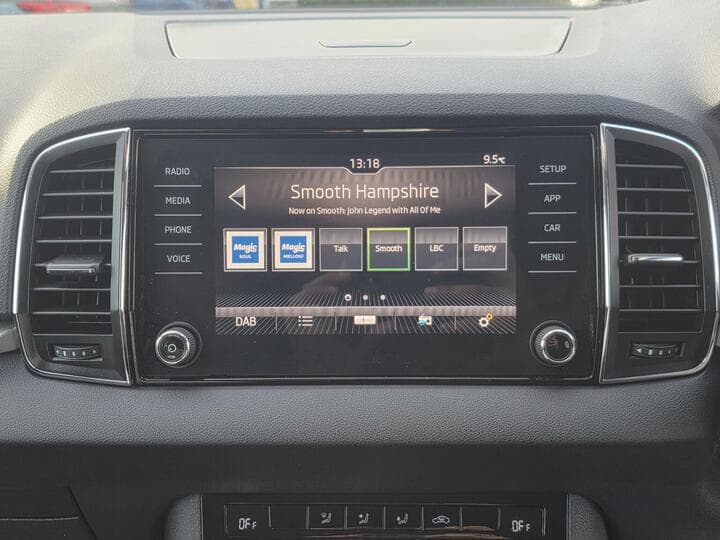 13:18
9.5°C
RADIO
MEDIA
PHONE
VOICE
Smooth Hampshire
Now on Smooth: John Legend with All Of Me
Magic SOUL
Magic MELLOW
Talk
Smooth
LBC
Empty
DAB
SETUP
APP
CAR
MENU
OFF
OFF